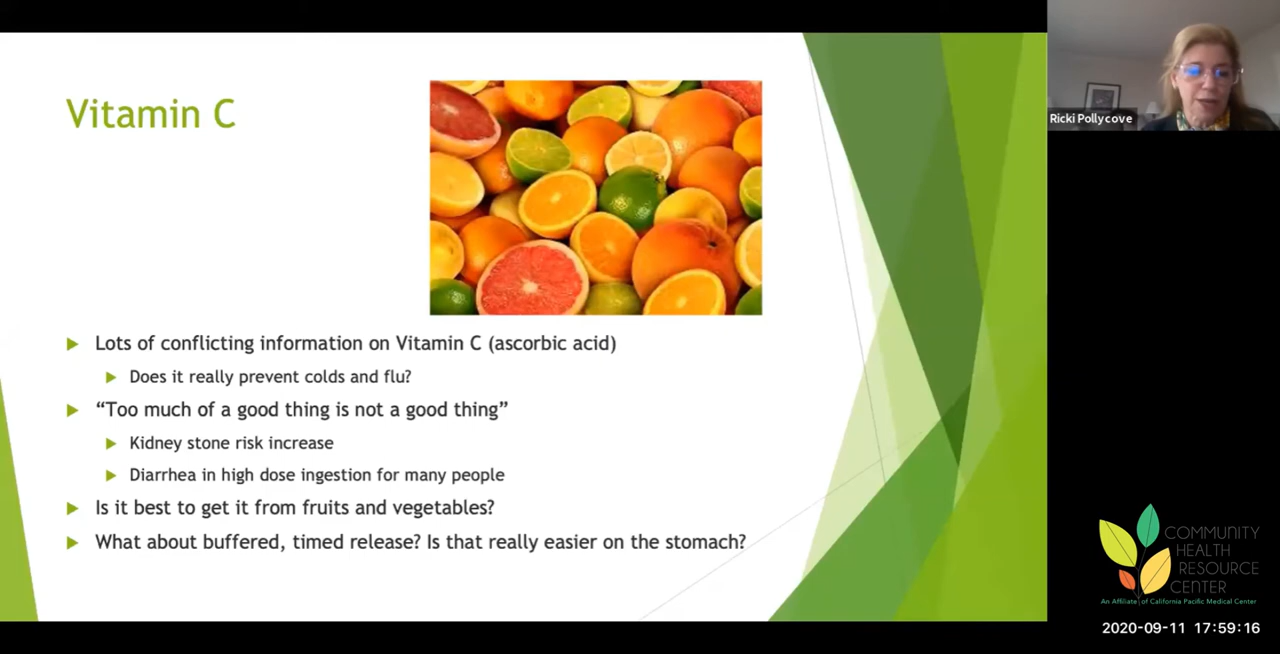 Vitamin C
Lots of conflicting information on Vitamin C (ascorbic acid)
Does it really prevent colds and flu?
“Too much of a good thing is not a good thing”
Kidney stone risk increase
Diarrhea in high dose ingestion for many people
Is it best to get it from fruits and vegetables?
What about buffered, timed release? Is that really easier on the stomach?
Ricki Pollycove
COMMUNITY
HEALTH
RESOURCE
CENTER
An Affiliate of California Pacific Medical Center
2020-09-11 17:59:16